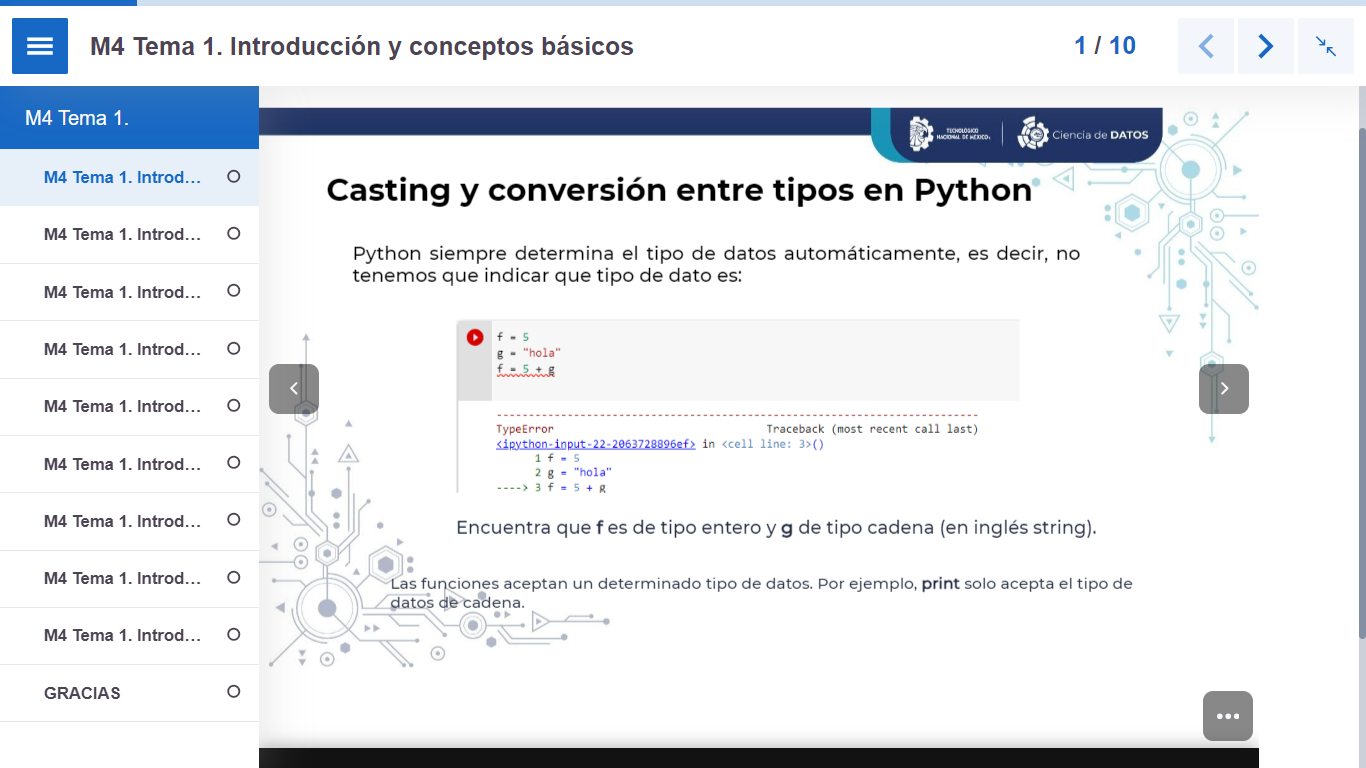 M4 Tema 1. Introducción y conceptos básicos
1 / 10
M4 Tema 1.
M4 Tema 1. Introd...
M4 Tema 1. Introd...
M4 Tema 1. Introd...
M4 Tema 1. Introd...
M4 Tema 1. Introd...
M4 Tema 1. Introd...
M4 Tema 1. Introd...
M4 Tema 1. Introd...
M4 Tema 1. Introd...
GRACIAS
TECNOLÓGICO
NACIONAL DE MÉXICO
Ciencia de DATOS
Casting y conversión entre tipos en Python
Python siempre determina el tipo de datos automáticamente, es decir, no
tenemos que indicar que tipo de dato es:
f = 5
g = "hola"
f = 5 + g
---------------------------------------------------------------------------
TypeError Traceback (most recent call last)
<ipython-input-22-2063728896ef> in <cell line: 3>()
1 f = 5
2 g = "hola"
----> 3 f = 5 + g
Encuentra que f es de tipo entero y g de tipo cadena (en inglés string).
Las funciones aceptan un determinado tipo de datos. Por ejemplo, print solo acepta el tipo de
datos de cadena.